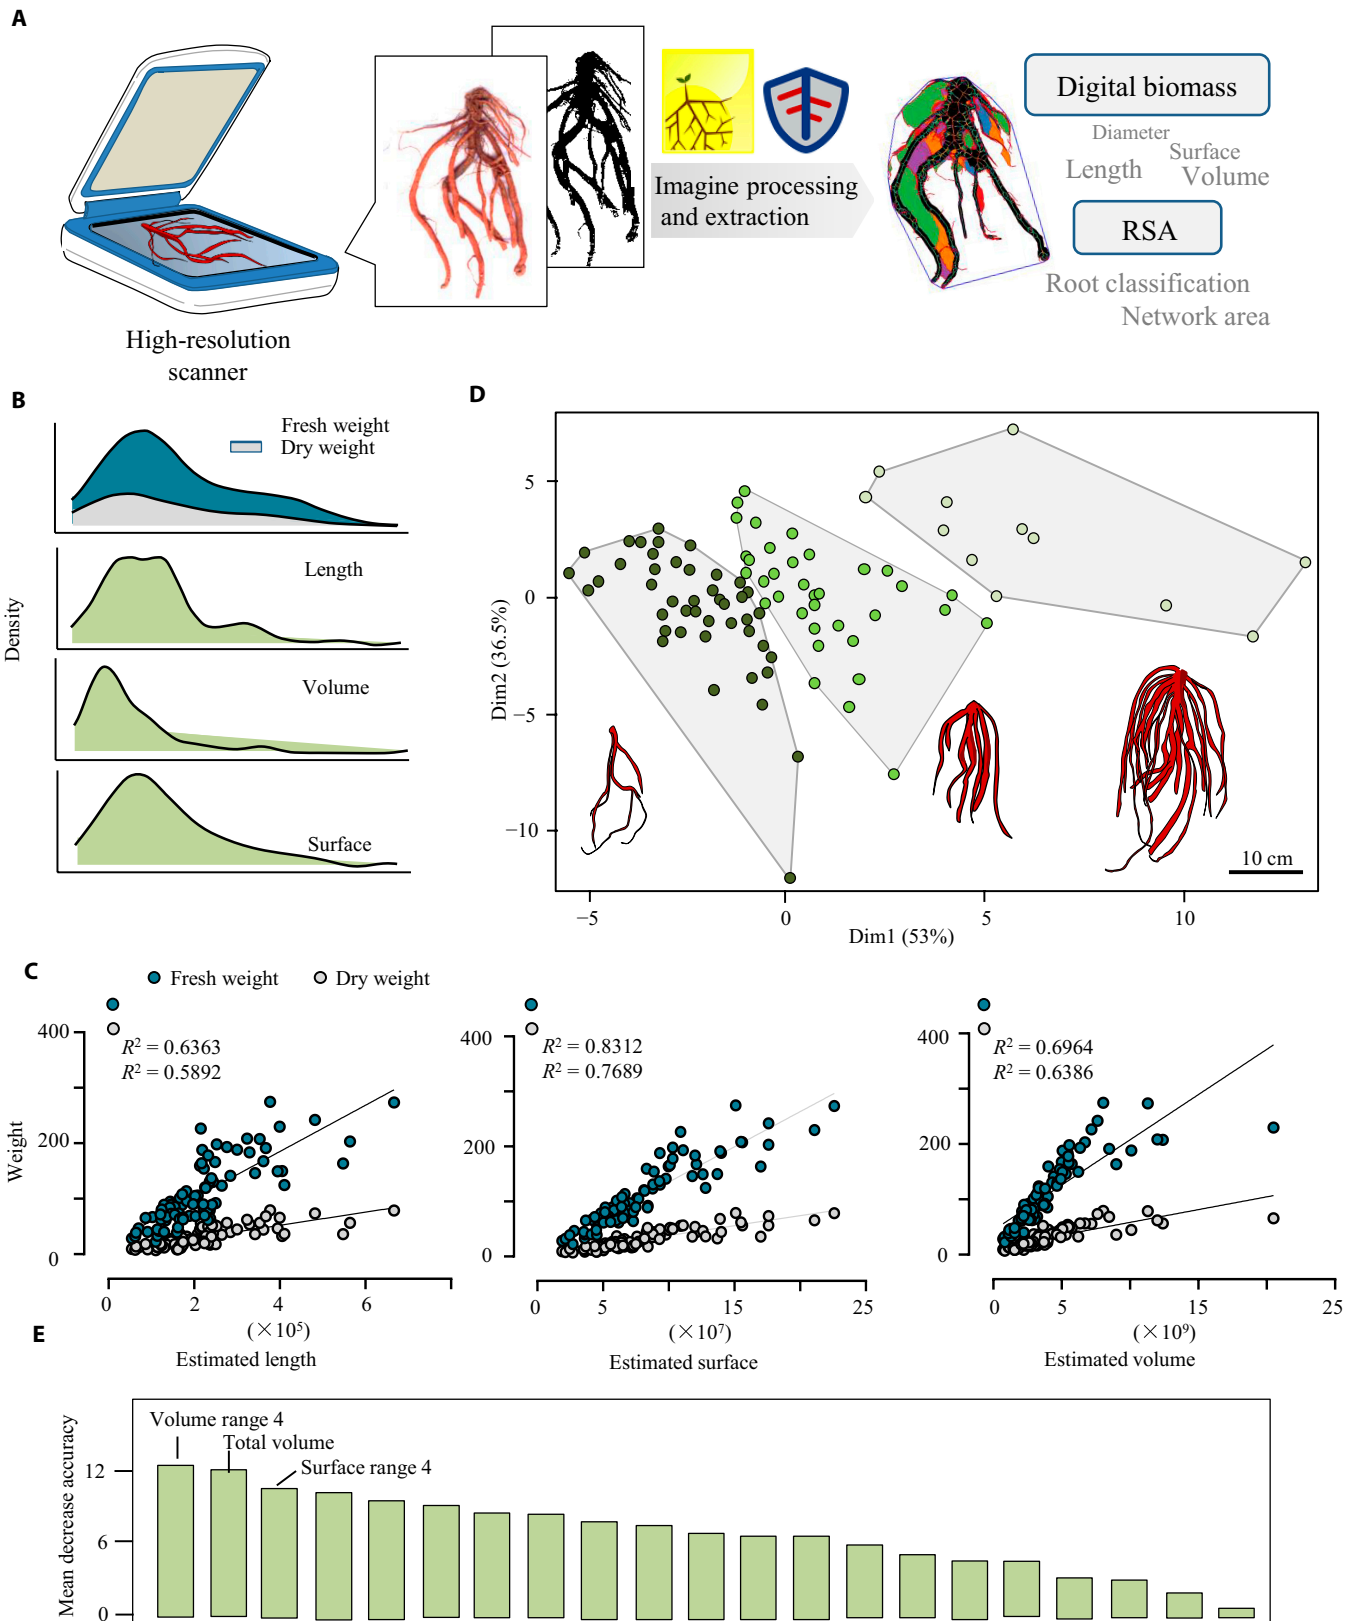 A
Imagine processing
and extraction
Digital biomass
Diameter
Surface
Length
Volume
RSA
Root classification
Network area
High-resolution
scanner
B
Fresh weight
Dry weight
Length
Volume
Surface
Density
D
Dim2 (36.5%)
5
0
−5
−10
−5
0
5
10
Dim1 (53%)
10 cm
C
Fresh weight
Dry weight
Weight
400
200
0
R² = 0.6363
R² = 0.5892
0
2
4
6
(×10⁵)
Estimated length
400
200
0
R² = 0.8312
R² = 0.7689
0
5
15
25
(×10⁷)
Estimated surface
400
200
0
R² = 0.6964
R² = 0.6386
0
5
15
25
(×10⁹)
Estimated volume
E
Mean decrease accuracy
12
6
0
Volume range 4
Total volume
Surface range 4